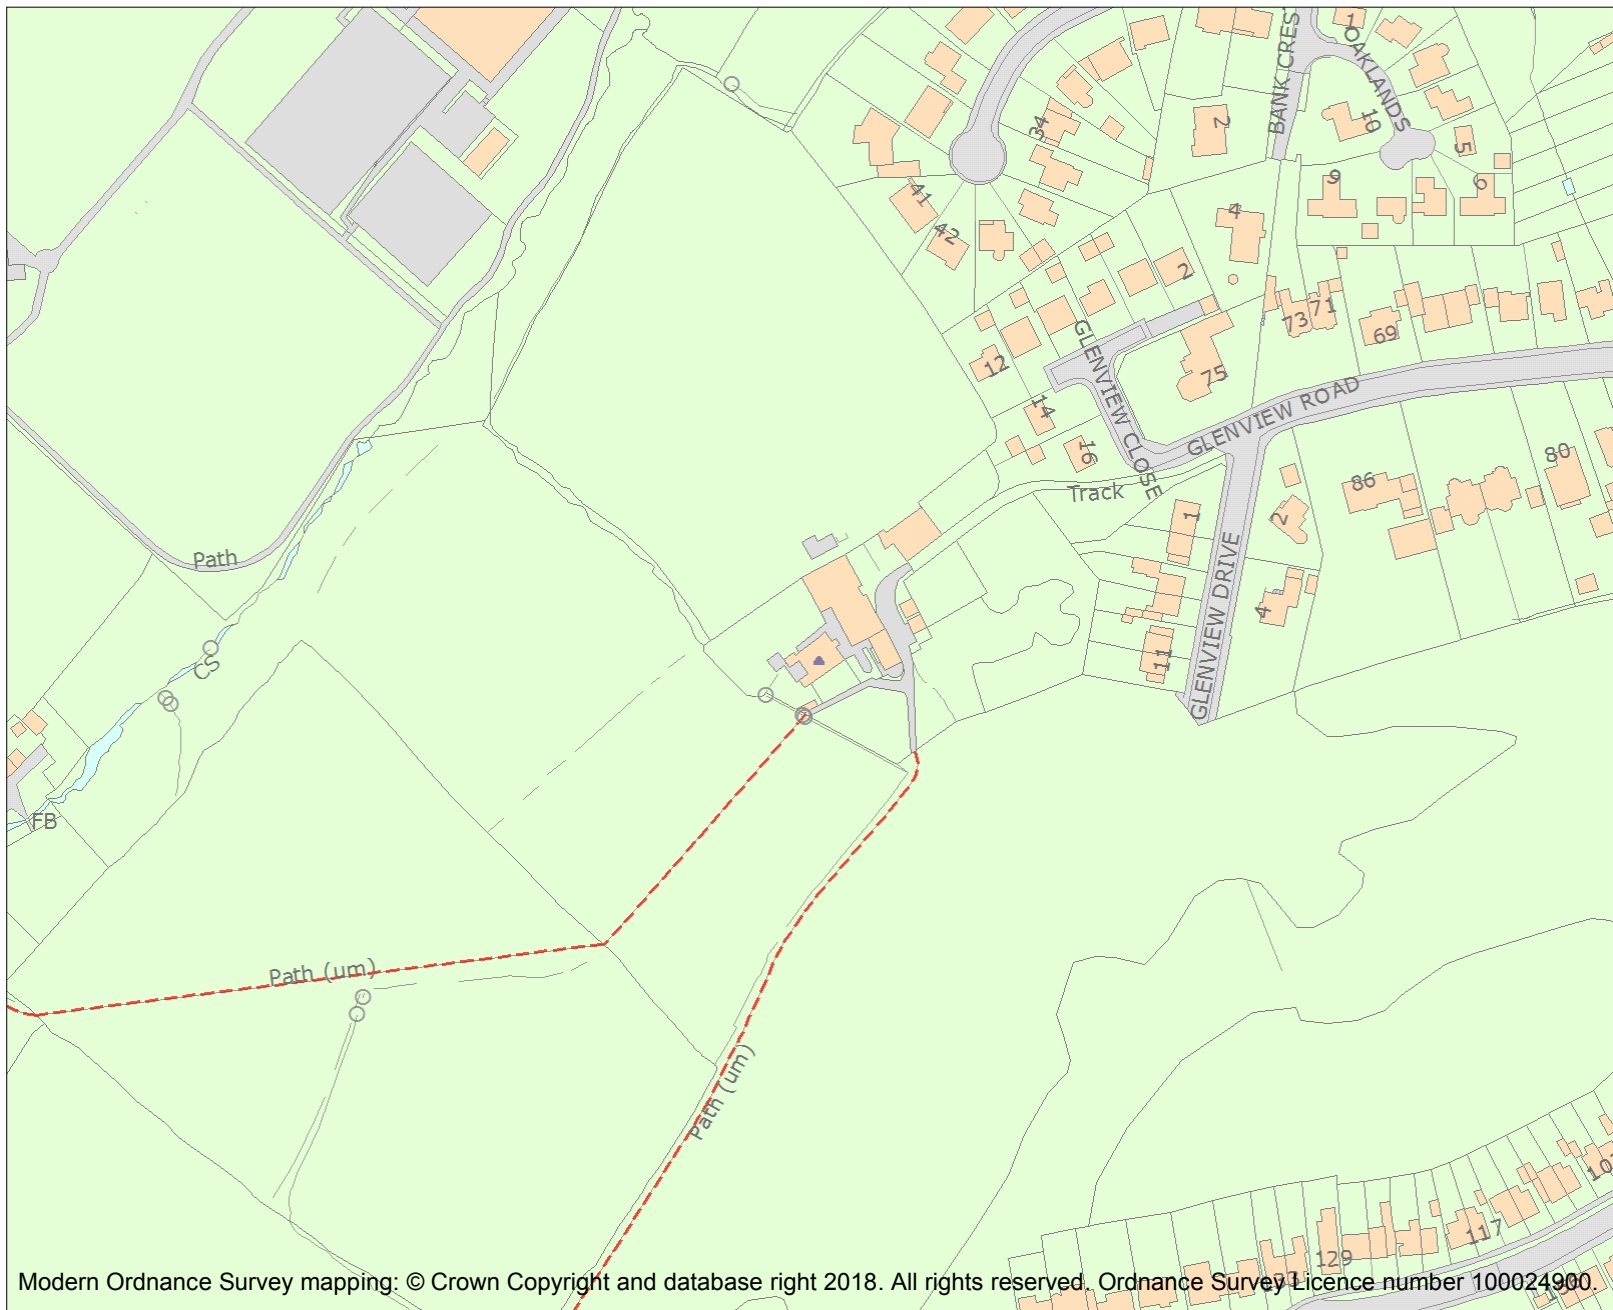 1
OAKLANDS
BANK CREST
2
10
5
34
9
6
41
42
4
2
73
71
69
12
GLENVIEW CLOSE
75
14
GLENVIEW ROAD
16
Track
86
80
1
2
Path
GLENVIEW DRIVE
4
11
CS
FB
Path (um)
Path (um)
117
129
Modern Ordnance Survey mapping: © Crown Copyright and database right 2018. All rights reserved. Ordnance Survey Licence number 100024900.